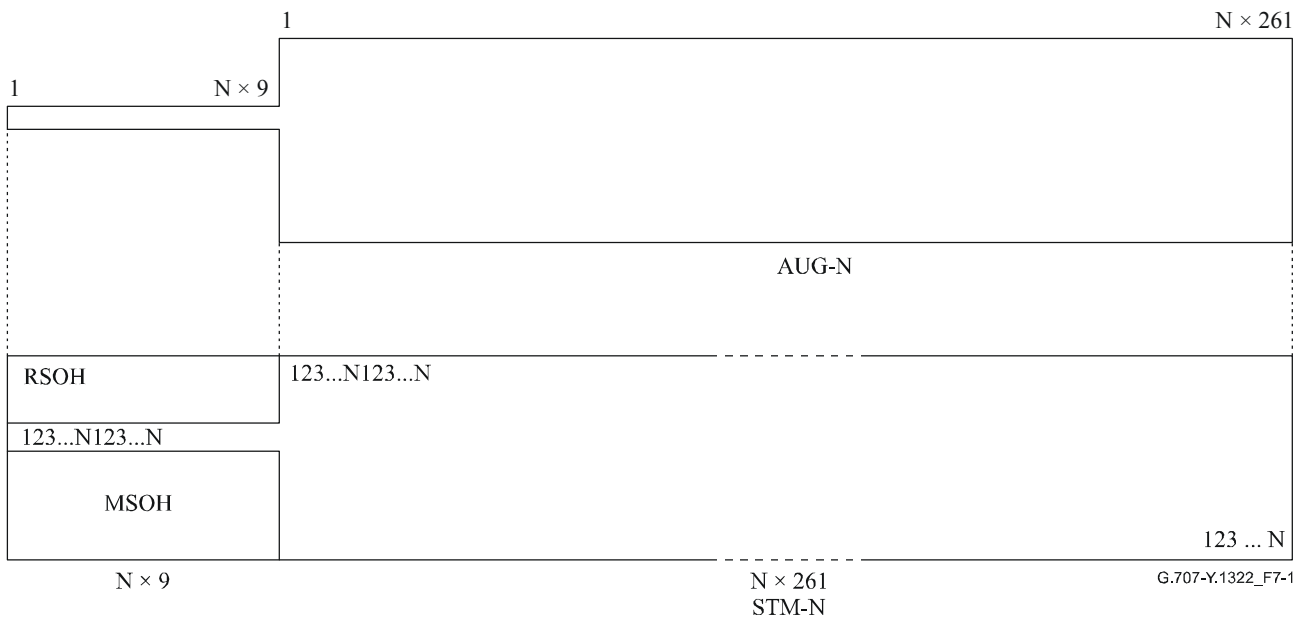 1 N × 261
1 N × 9
AUG-N
RSOH 123...N123...N
123...N123...N
MSOH
123 ... N
N × 9 N × 261 G.707-Y.1322_F7-1
STM-N